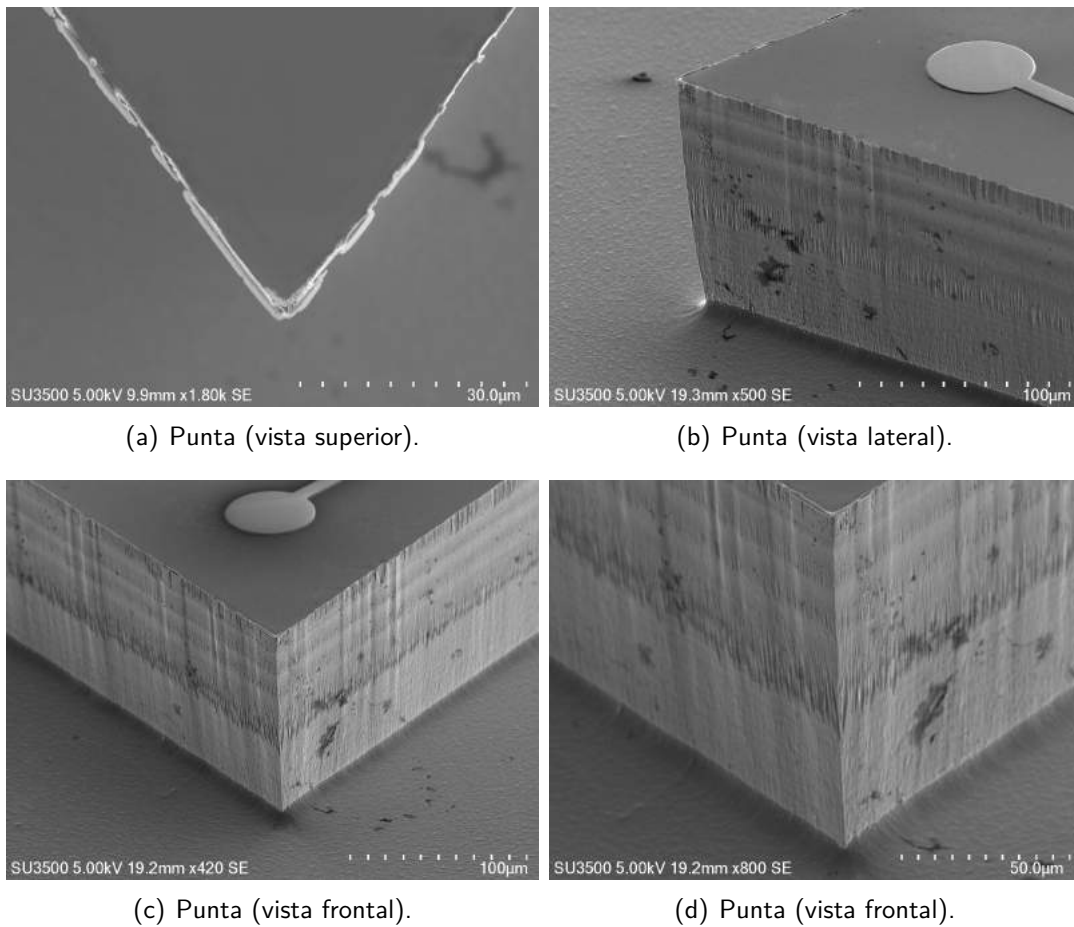 SU3500 5.00kV 9.9mm x1.80k SE 30.0μm
SU3500 5.00kV 19.3mm x500 SE 100μm
(a) Punta (vista superior).
(b) Punta (vista lateral).
SU3500 5.00kV 19.2mm x420 SE 100μm
SU3500 5.00kV 19.2mm x800 SE 50.0μm
(c) Punta (vista frontal).
(d) Punta (vista frontal).